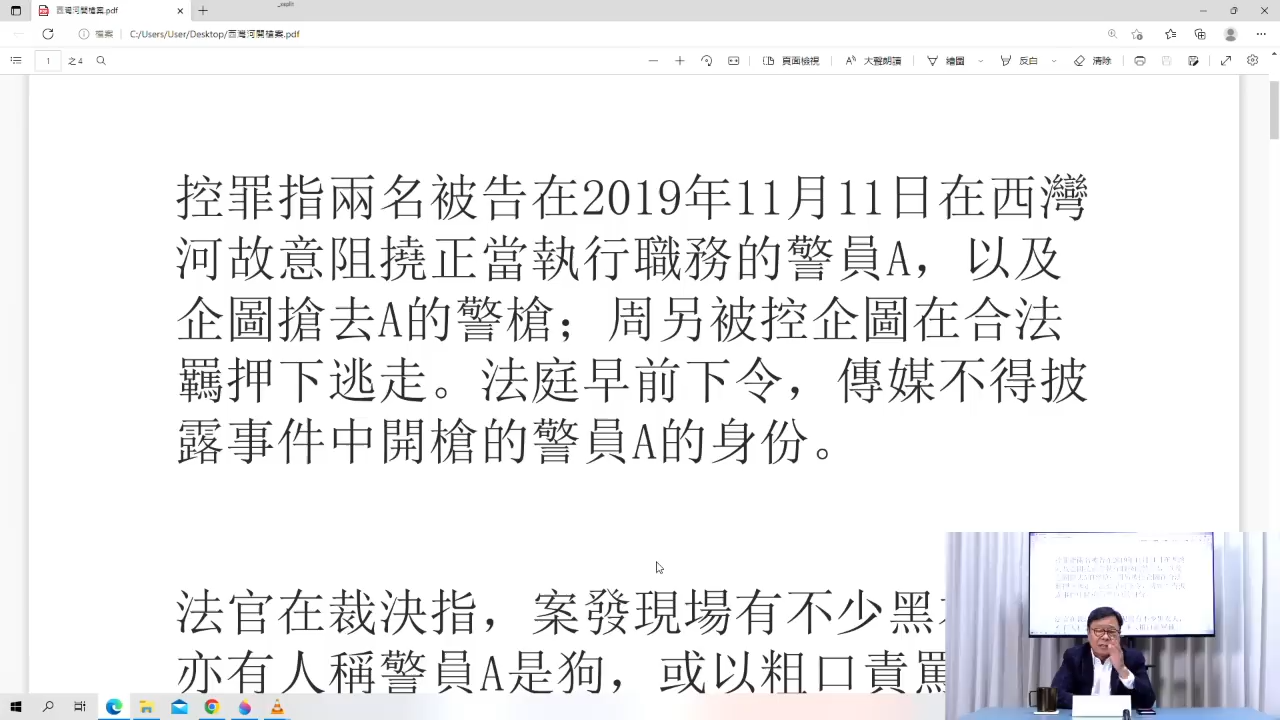 西灣河開槍案.pdf
_osplit
檔案
C:/Users/User/Desktop/西灣河開槍案.pdf
1 之 4
頁面檢視
大聲朗讀
繪圖
反白
清除
控罪指兩名被告在2019年11月11日在西灣
河故意阻撓正當執行職務的警員A，以及
企圖搶去A的警槍；周另被控企圖在合法
羈押下逃走。法庭早前下令，傳媒不得披
露事件中開槍的警員A的身份。
法官在裁決指，案發現場有不少黑
亦有人稱警員A是狗，或以粗口責罵